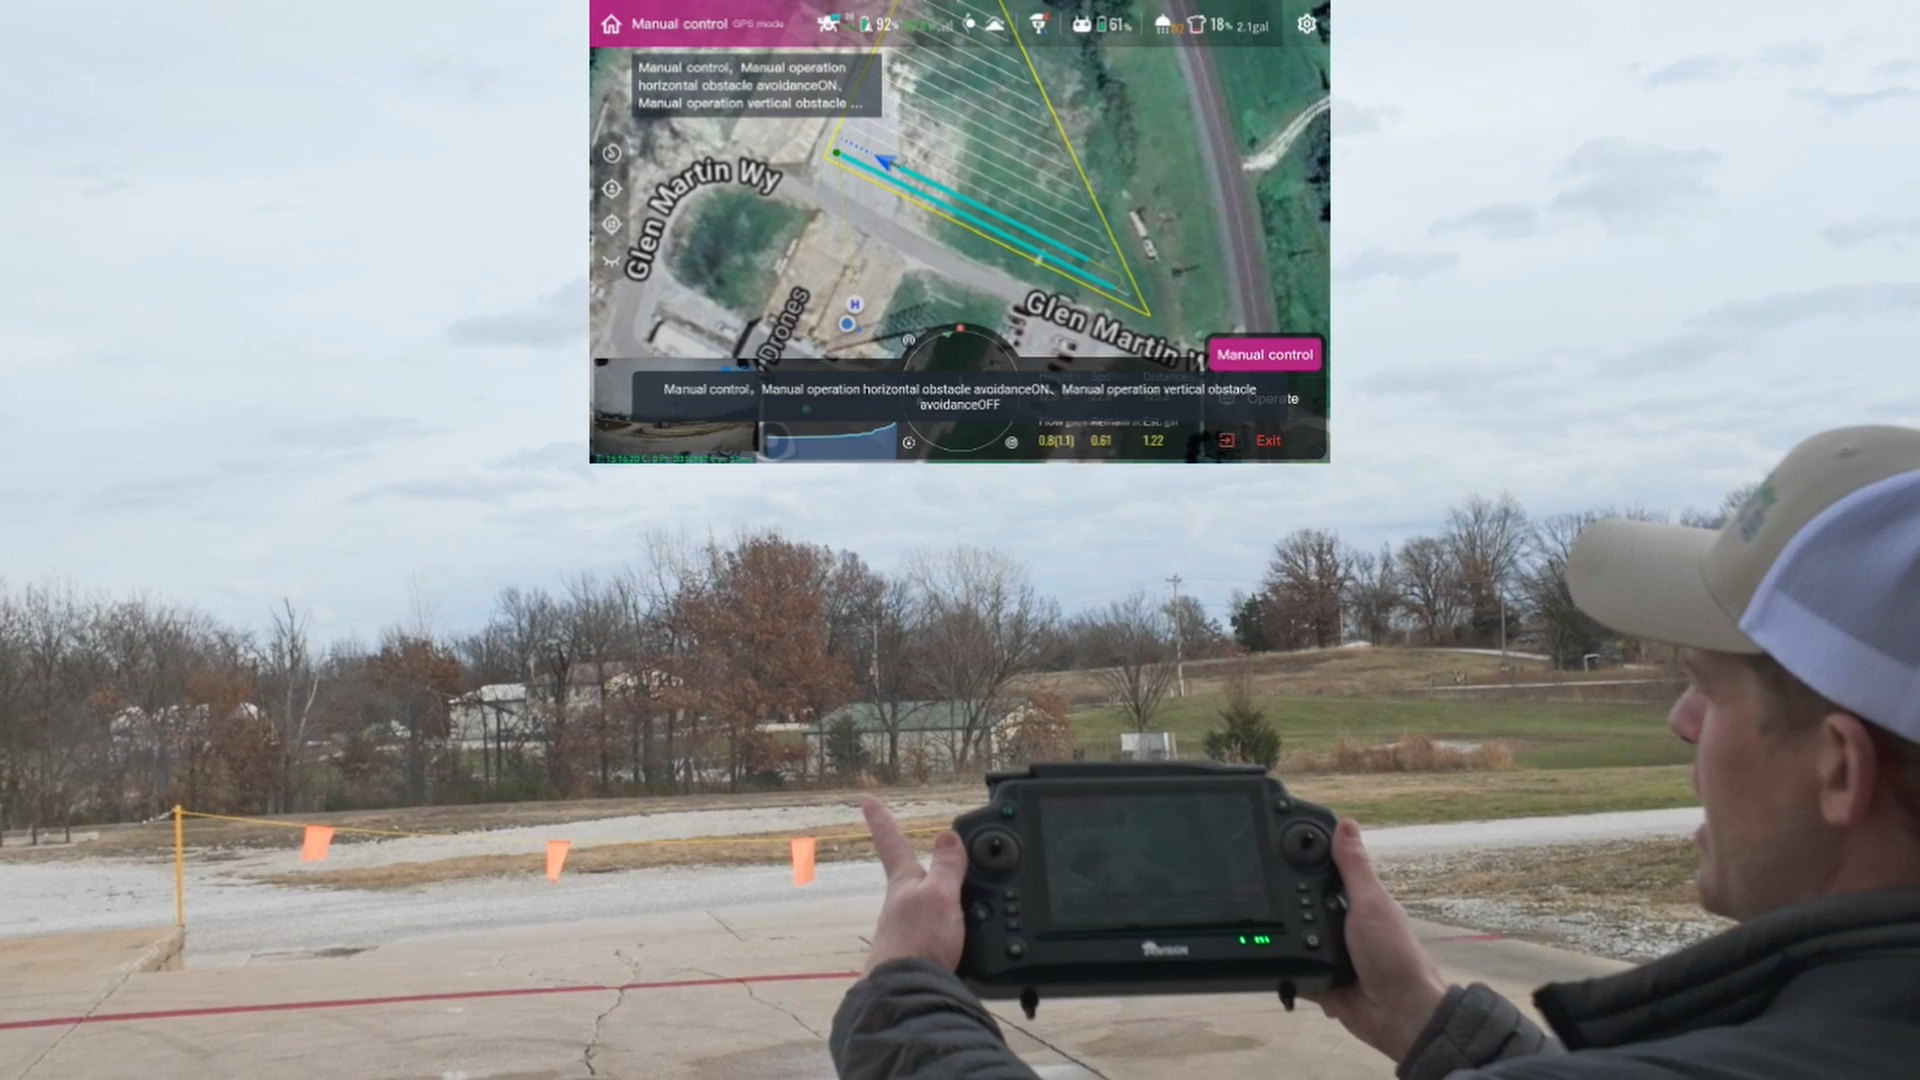 Manual control GPS mode
92%
61%
18% 2.1gal
Manual control, Manual operation
horizontal obstacle avoidanceON、
Manual operation vertical obstacle ...
Glen Martin Wy
Drones
H
Glen Martin W
Manual control
Manual control, Manual operation horizontal obstacle avoidanceON、 Manual operation vertical obstacle
avoidanceOFF
Operate
0.8(1.1) 0.61 1.22
Exit